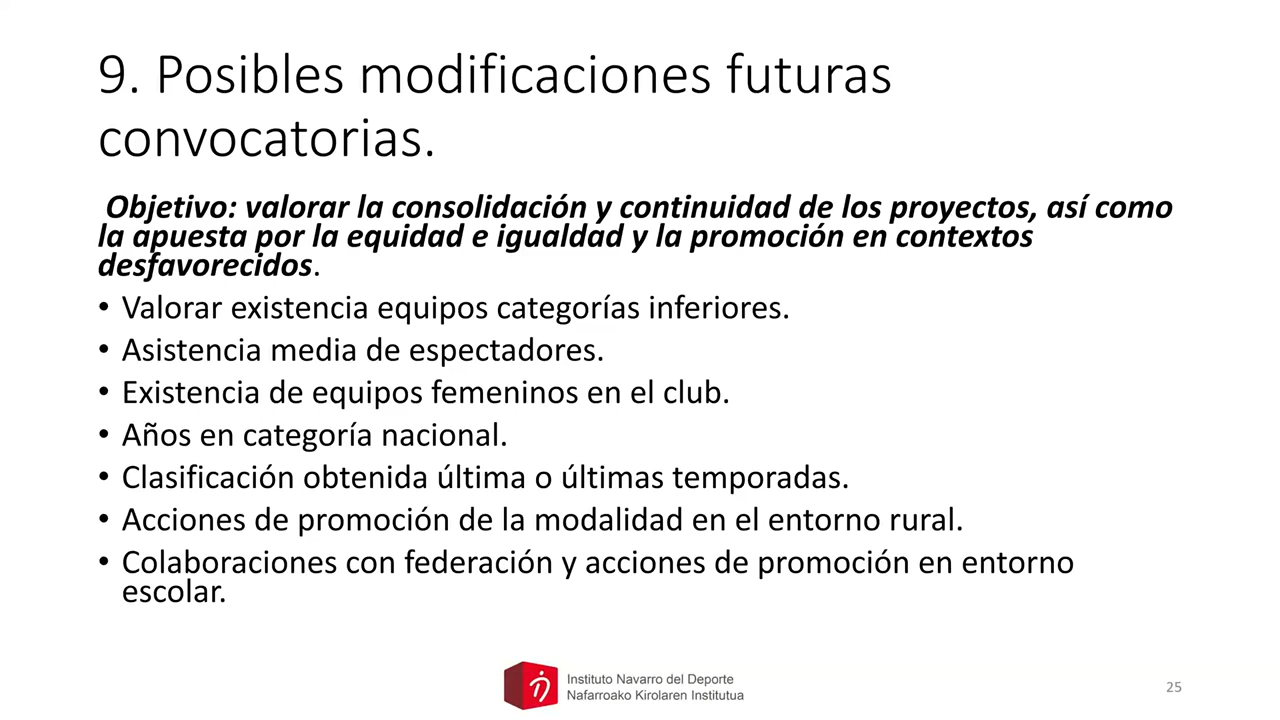 9. Posibles modificaciones futuras
convocatorias.
Objetivo: valorar la consolidación y continuidad de los proyectos, así como
la apuesta por la equidad e igualdad y la promoción en contextos
desfavorecidos.
• Valorar existencia equipos categorías inferiores.
• Asistencia media de espectadores.
• Existencia de equipos femeninos en el club.
• Años en categoría nacional.
• Clasificación obtenida última o últimas temporadas.
• Acciones de promoción de la modalidad en el entorno rural.
• Colaboraciones con federación y acciones de promoción en entorno
escolar.
Instituto Navarro del Deporte
Nafarroako Kirolaren Institutua
25